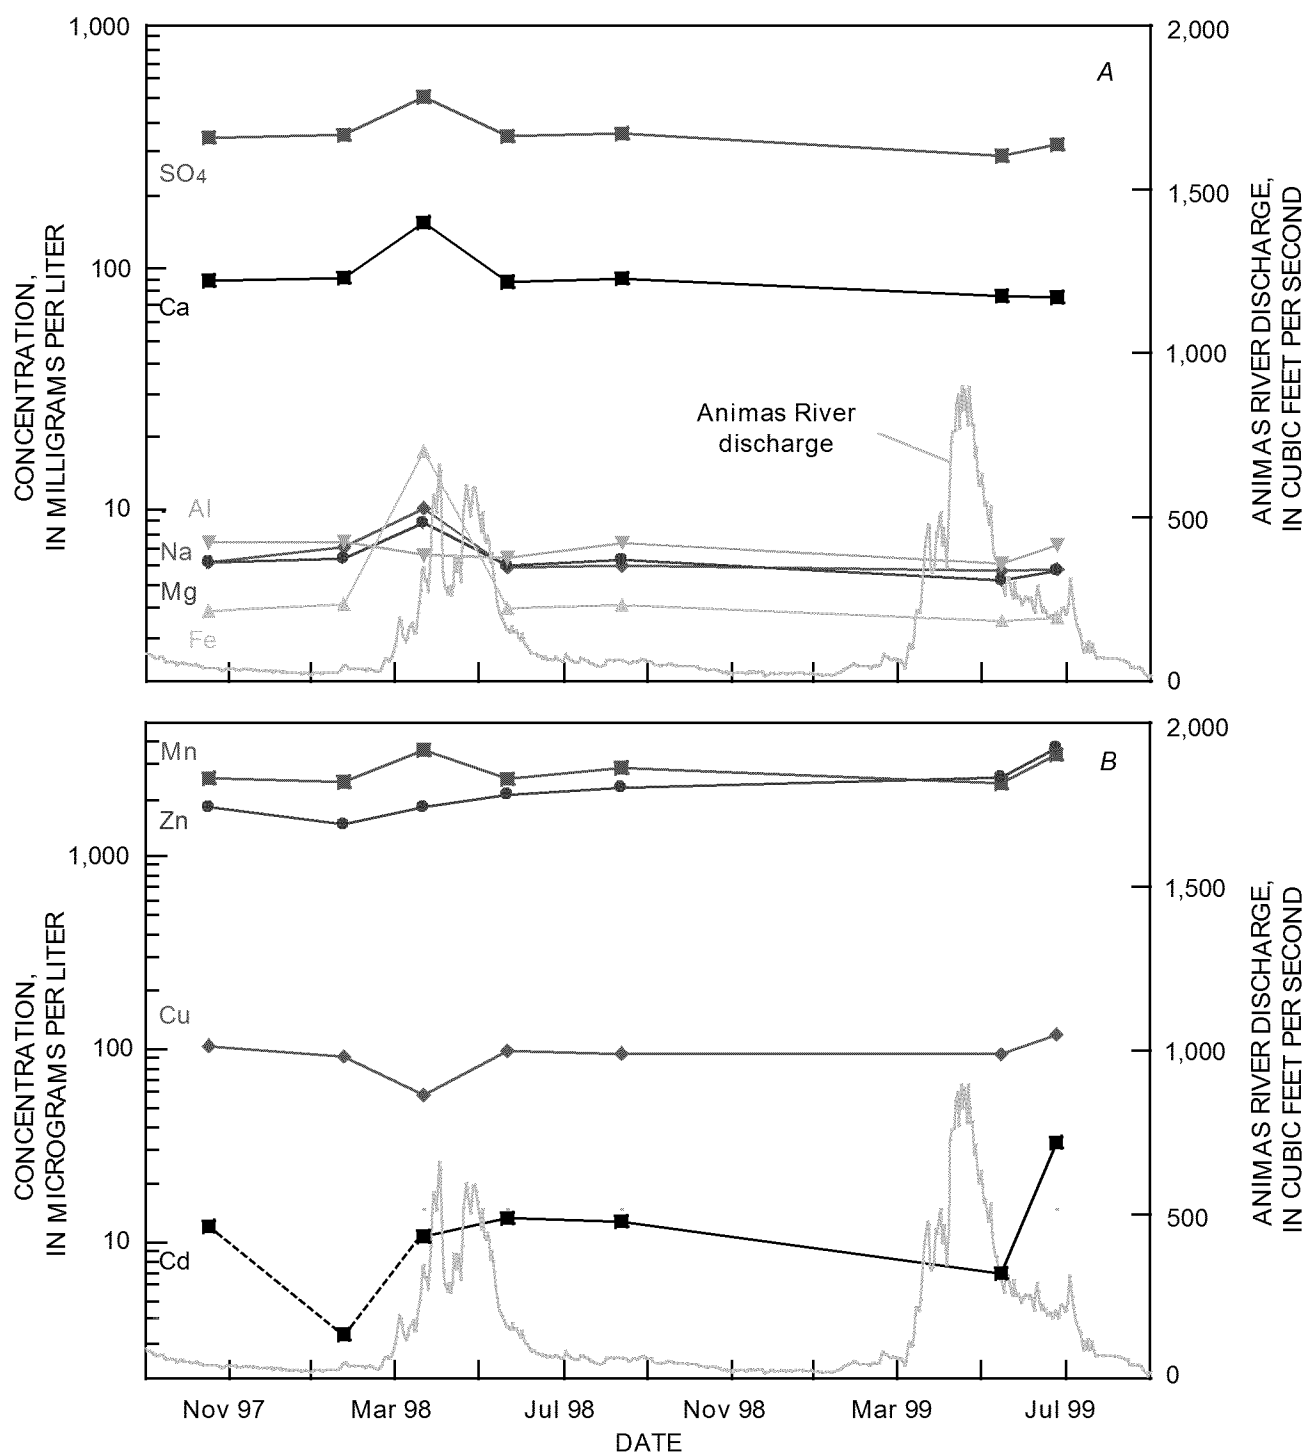 1,000
2,000
A
SO4
1,500
100
Ca
CONCENTRATION,
IN MILLIGRAMS PER LITER
ANIMAS RIVER DISCHARGE,
IN CUBIC FEET PER SECOND
1,000
Animas River
discharge
10
Al
500
Na
Mg
Fe
0
2,000
Mn
B
Zn
1,000
1,500
CONCENTRATION,
IN MICROGRAMS PER LITER
ANIMAS RIVER DISCHARGE,
IN CUBIC FEET PER SECOND
Cu
100
1,000
10
500
Cd
0
Nov 97 Mar 98 Jul 98 Nov 98 Mar 99 Jul 99
DATE